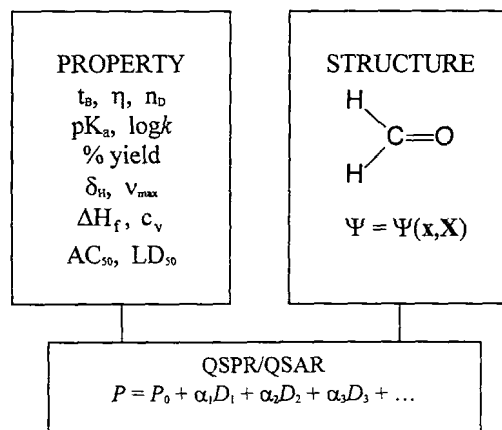 PROPERTY
t_B, η, n_D
pK_a, logk
% yield
δ_H, ν_max
ΔH_f, c_v
AC_50, LD_50
STRUCTURE
H
C=O
H
Ψ = Ψ(x,X)
QSPR/QSAR
P = P_0 + α_1D_1 + α_2D_2 + α_3D_3 + ...